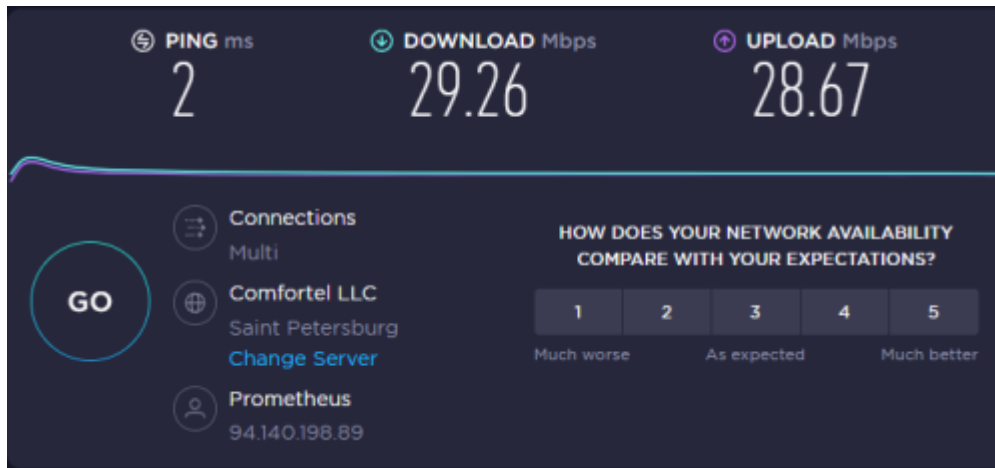 PING ms
2
DOWNLOAD Mbps
29.26
UPLOAD Mbps
28.67
GO
Connections
Multi
Comfortel LLC
Saint Petersburg
Change Server
Prometheus
94.140.198.89
HOW DOES YOUR NETWORK AVAILABILITY
COMPARE WITH YOUR EXPECTATIONS?
1 2 3 4 5
Much worse As expected Much better